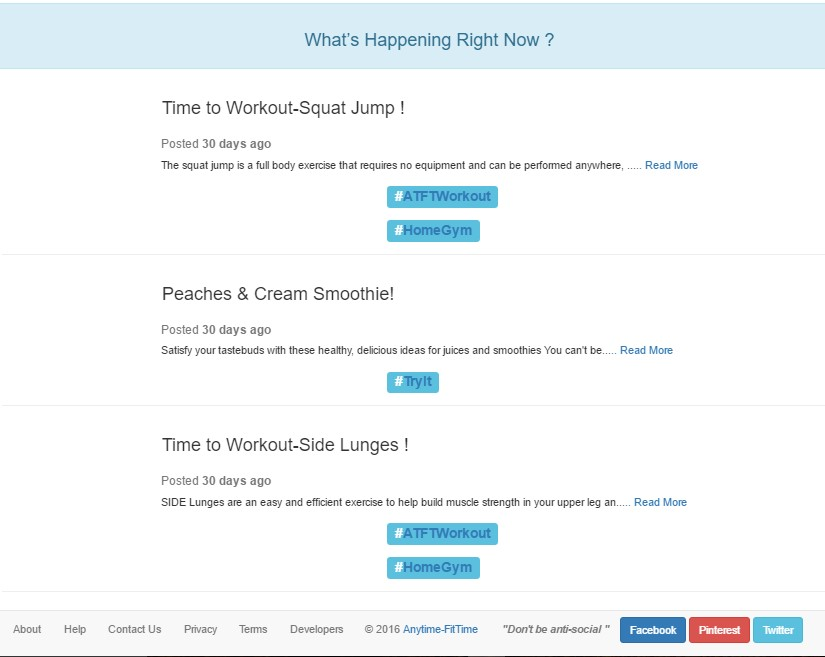 What's Happening Right Now ?
Time to Workout-Squat Jump !
Posted 30 days ago
The squat jump is a full body exercise that requires no equipment and can be performed anywhere, ..... Read More
#ATFTWorkout
#HomeGym
Peaches & Cream Smoothie!
Posted 30 days ago
Satisfy your tastebuds with these healthy, delicious ideas for juices and smoothies You can't be..... Read More
#TryIt
Time to Workout-Side Lunges !
Posted 30 days ago
SIDE Lunges are an easy and efficient exercise to help build muscle strength in your upper leg an..... Read More
#ATFTWorkout
#HomeGym
About Help Contact Us Privacy Terms Developers © 2016 Anytime-FitTime "Don't be anti-social " Facebook Pinterest Twitter